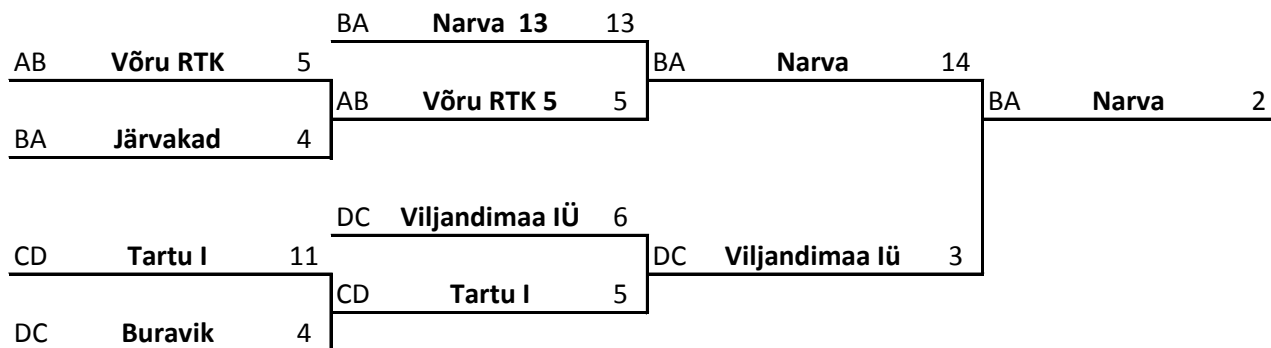 BA Narva 13 13
AB Võru RTK 5 BA Narva 14
AB Võru RTK 5 5 BA Narva 2
BA Järvakad 4
DC Viljandimaa IÜ 6
CD Tartu I 11 DC Viljandimaa Iü 3
CD Tartu I 5
DC Buravik 4